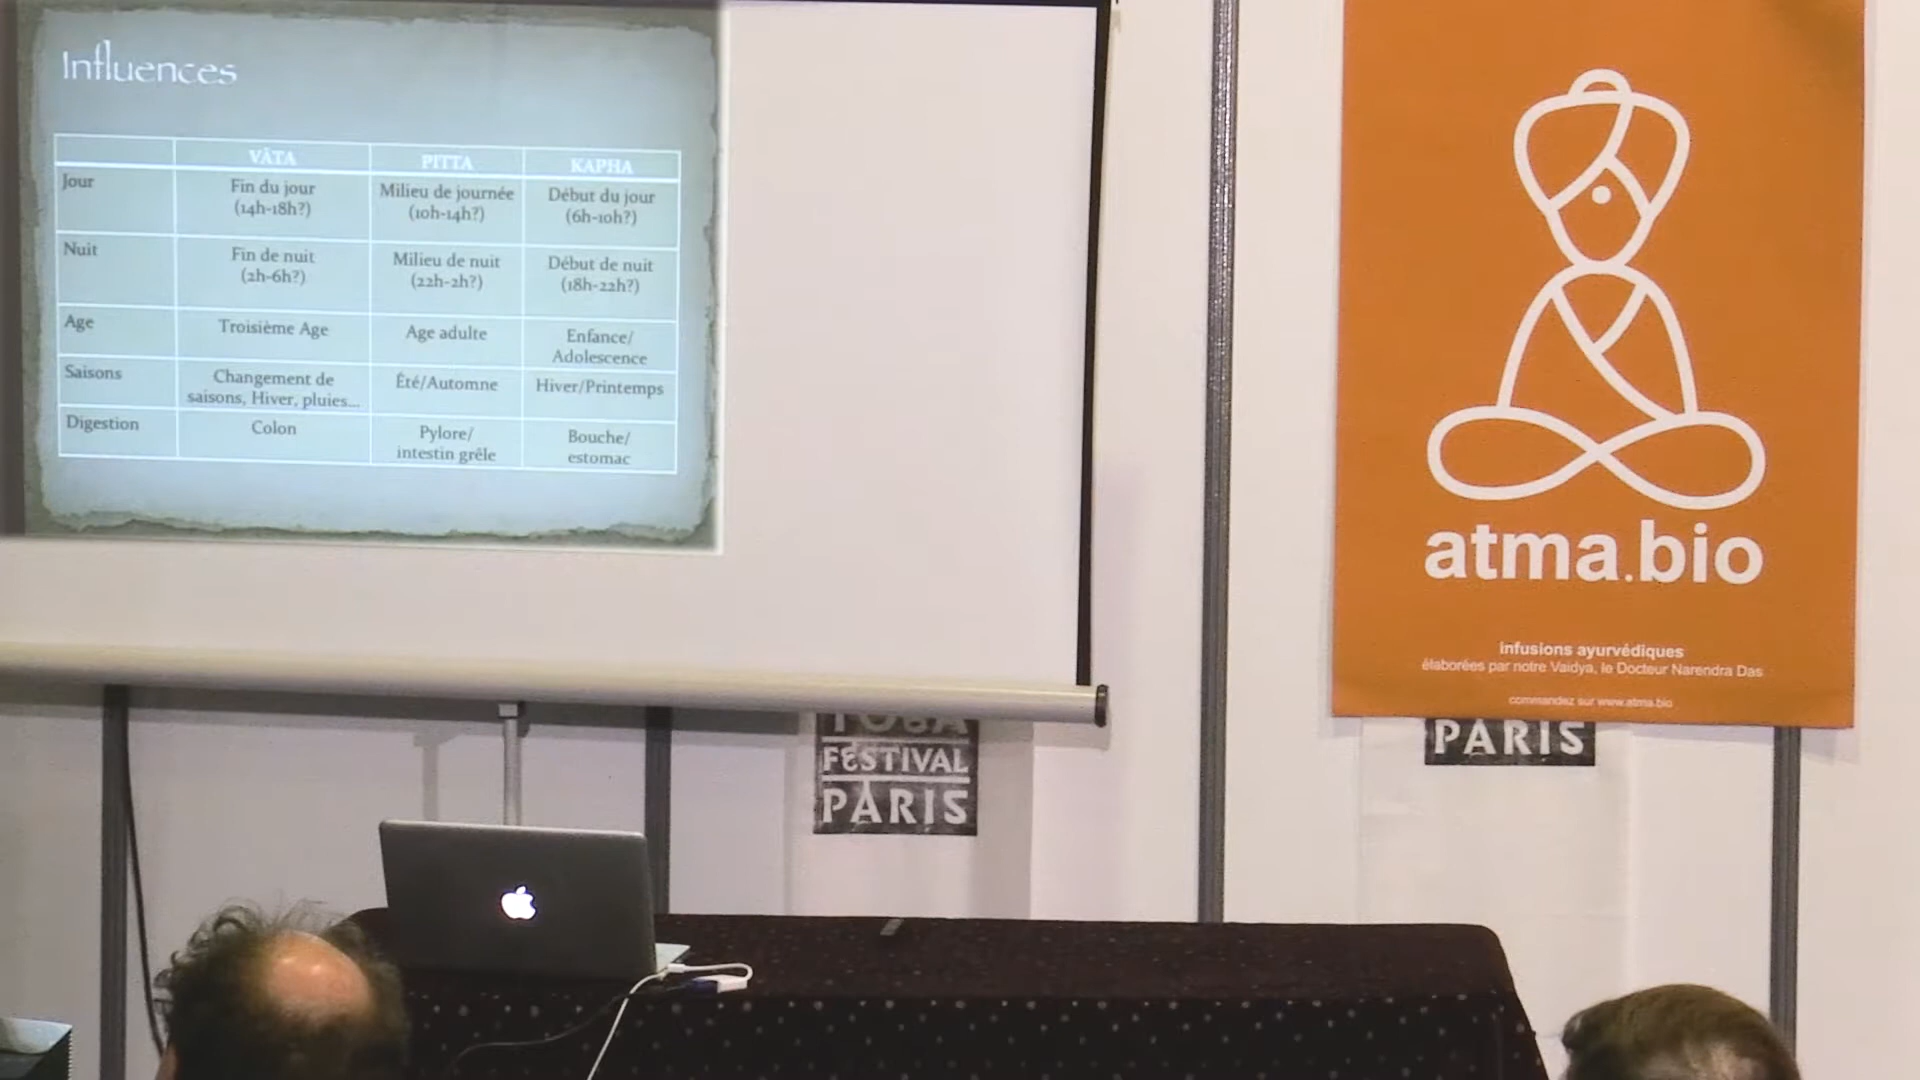 Influences
VÂTA
PITTA
KAPHA
Jour
Fin du jour
(14h-18h?)
Milieu de journée
(10h-14h?)
Début du jour
(6h-10h?)
Nuit
Fin de nuit
(2h-6h?)
Milieu de nuit
(22h-2h?)
Début de nuit
(18h-22h?)
Age
Troisième Age
Age adulte
Enfance/
Adolescence
Saisons
Changement de
saisons, Hiver, pluies...
Été/Automne
Hiver/Printemps
Digestion
Colon
Pylore/
intestin grêle
Bouche/
estomac
atma.bio
infusions ayurvédiques
élaborées par notre Vaidya, le Docteur Narendra Das
commandez sur www.atma.bio
FESTIVAL
PARIS
PARIS